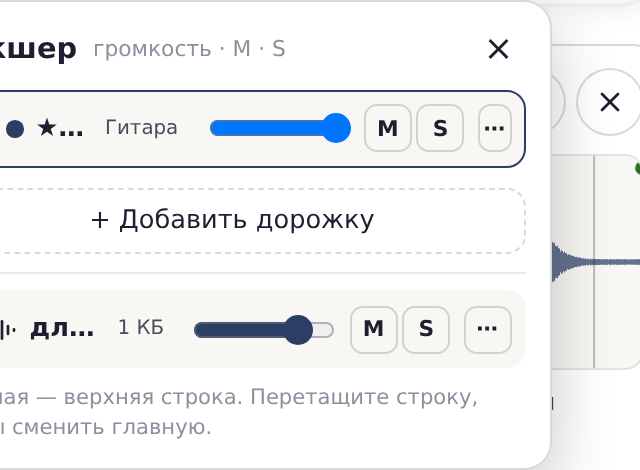 кшер громкость · M · S
★... Гитара M S ...
+ Добавить дорожку
дл... 1 КБ M S ...
ная — верхняя строка. Перетащите строку,
ы сменить главную.